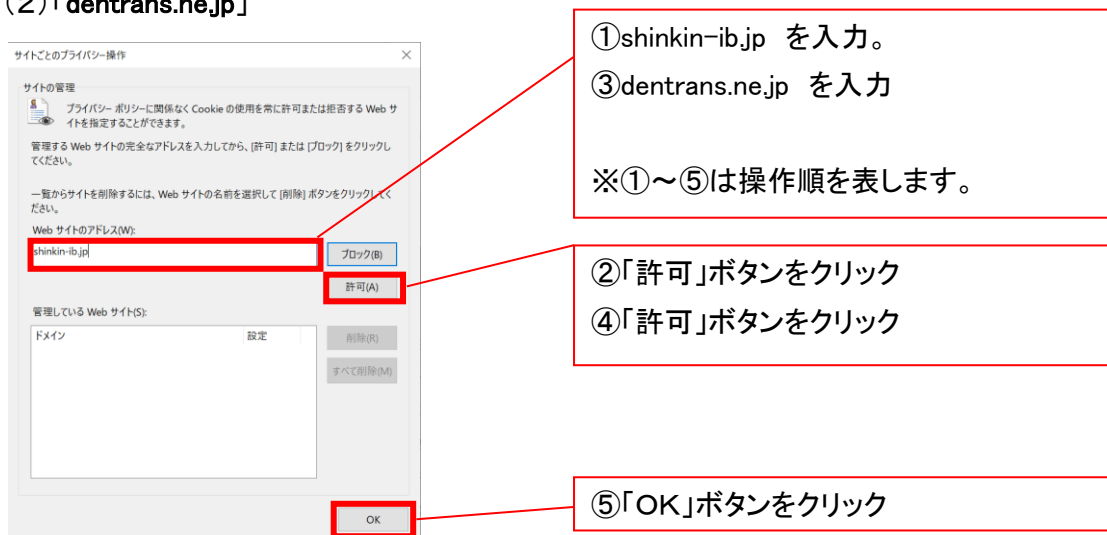 (２)「dentrans.ne.jp」
サイトごとのプライバシー操作
サイトの管理
プライバシー ポリシーに関係なく Cookie の使用を常に許可または拒否する Web サ
イトを指定することができます。
管理する Web サイトの完全なアドレスを入力してから、[許可] または [ブロック] をクリックし
てください。
一覧からサイトを削除するには、Web サイトの名前を選択して [削除] ボタンをクリックしてく
ださい。
Web サイトのアドレス(W):
shinkin-ib.jp
ブロック(B)
許可(A)
管理している Web サイト(S):
ドメイン 設定
削除(R)
すべて削除(M)
OK
①shinkin-ib.jp を入力。
③dentrans.ne.jp を入力
※①～⑤は操作順を表します。
②「許可」ボタンをクリック
④「許可」ボタンをクリック
⑤「ＯＫ」ボタンをクリック